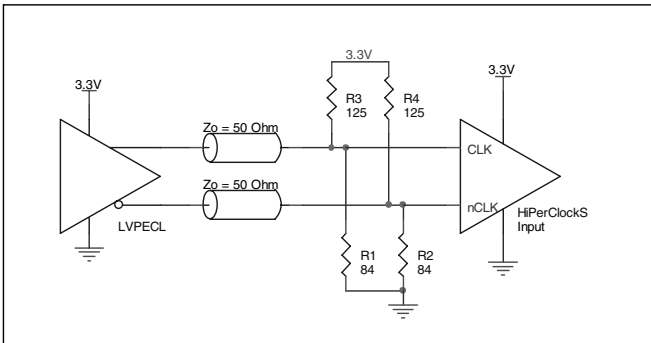 3.3V
3.3V
3.3V
R3
125
R4
125
Zo = 50 Ohm
CLK
Zo = 50 Ohm
nCLK
LVPECL
HiPerClockS
Input
R1
84
R2
84